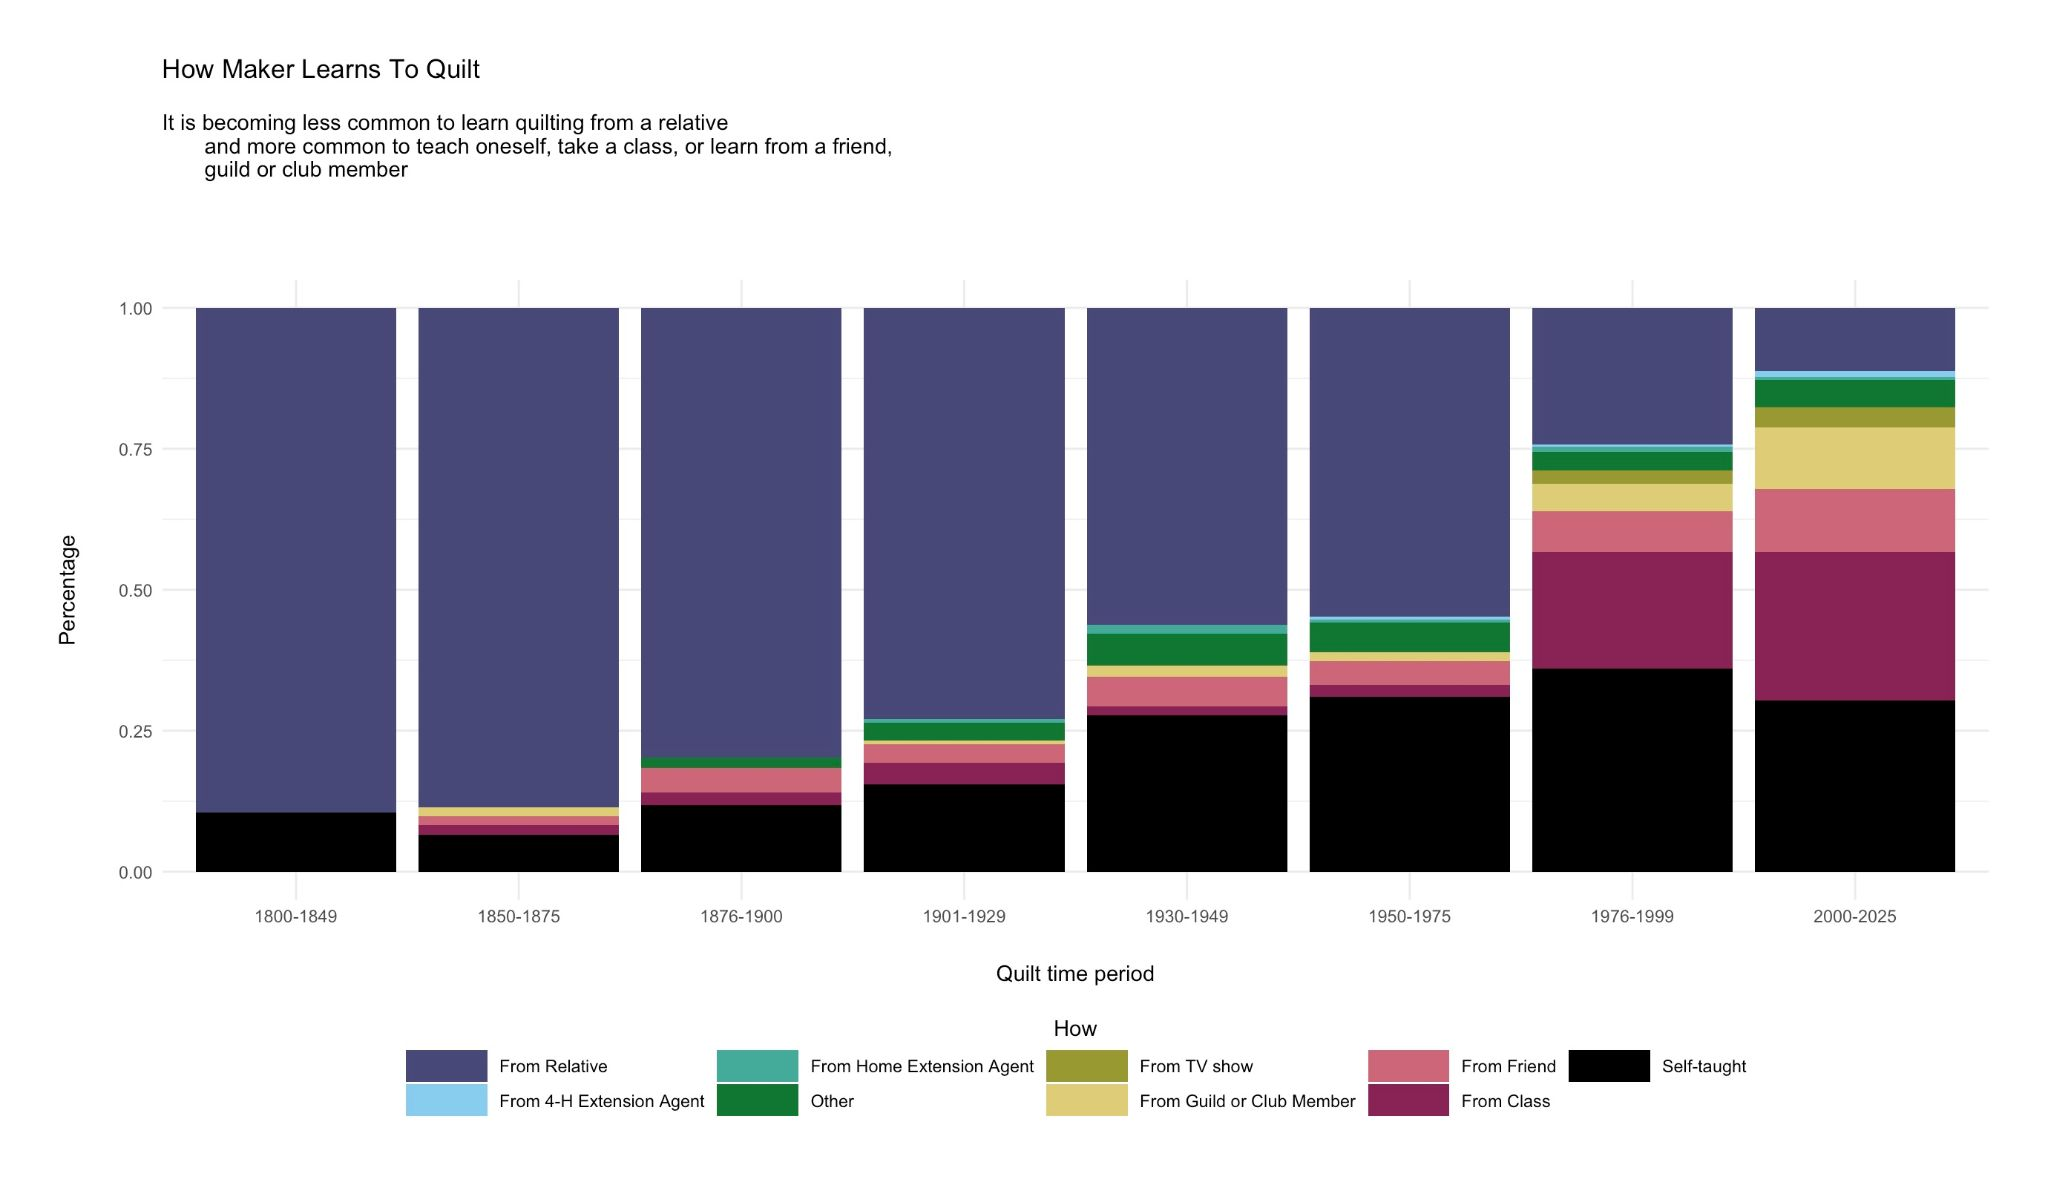 How Maker Learns To Quilt
It is becoming less common to learn quilting from a relative
and more common to teach oneself, take a class, or learn from a friend,
guild or club member
Percentage
1.00
0.75
0.50
0.25
0.00
1800-1849 1850-1875 1876-1900 1901-1929 1930-1949 1950-1975 1976-1999 2000-2025
Quilt time period
How
From Relative From Home Extension Agent From TV show From Friend Self-taught
From 4-H Extension Agent Other From Guild or Club Member From Class